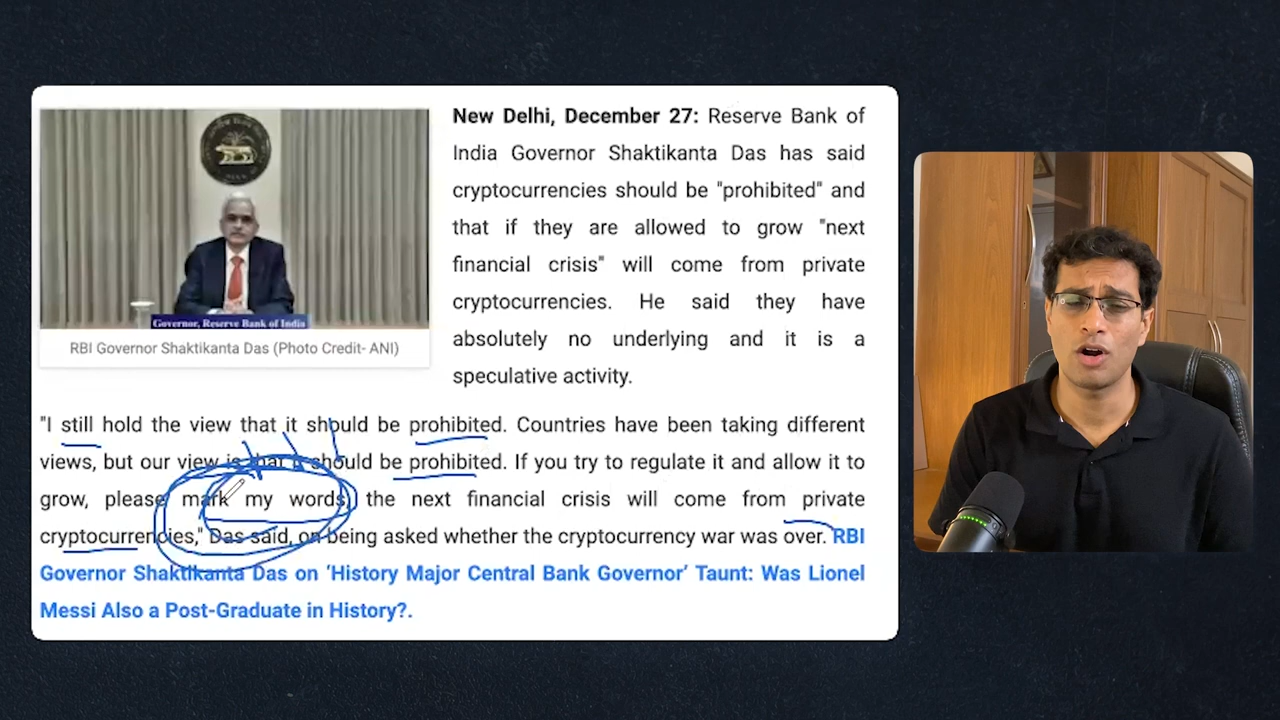 Governor, Reserve Bank of India
RBI Governor Shaktikanta Das (Photo Credit- ANI)
New Delhi, December 27: Reserve Bank of
India Governor Shaktikanta Das has said
cryptocurrencies should be "prohibited" and
that if they are allowed to grow "next
financial crisis" will come from private
cryptocurrencies. He said they have
absolutely no underlying and it is a
speculative activity.
"I still hold the view that it should be prohibited. Countries have been taking different
views, but our view is that it should be prohibited. If you try to regulate it and allow it to
grow, please mark my words, the next financial crisis will come from private
cryptocurrencies," Das said, on being asked whether the cryptocurrency war was over. RBI
Governor Shaktikanta Das on ‘History Major Central Bank Governor’ Taunt: Was Lionel
Messi Also a Post-Graduate in History?.